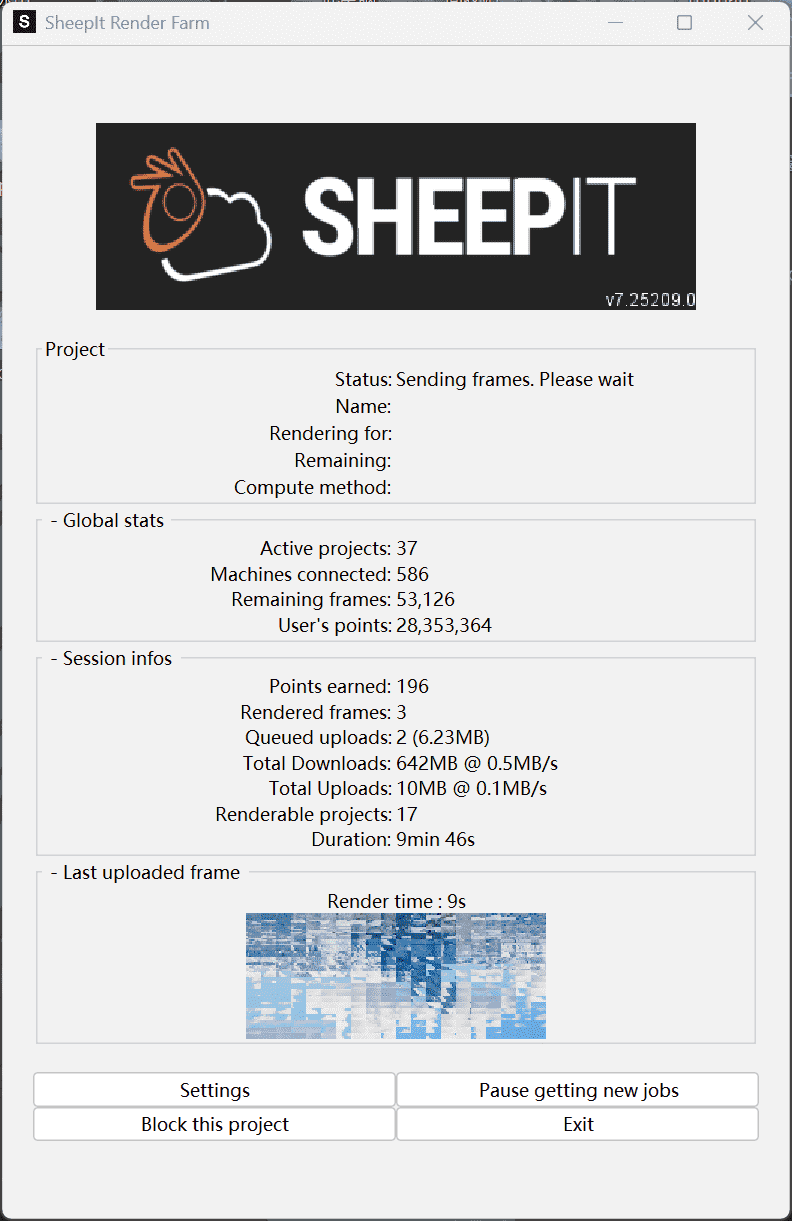 S SheepIt Render Farm
SHEEPIT
v7.25209.0
Project
Status: Sending frames. Please wait
Name:
Rendering for:
Remaining:
Compute method:
- Global stats
Active projects: 37
Machines connected: 586
Remaining frames: 53,126
User's points: 28,353,364
- Session infos
Points earned: 196
Rendered frames: 3
Queued uploads: 2 (6.23MB)
Total Downloads: 642MB @ 0.5MB/s
Total Uploads: 10MB @ 0.1MB/s
Renderable projects: 17
Duration: 9min 46s
- Last uploaded frame
Render time : 9s
Settings
Pause getting new jobs
Block this project
Exit